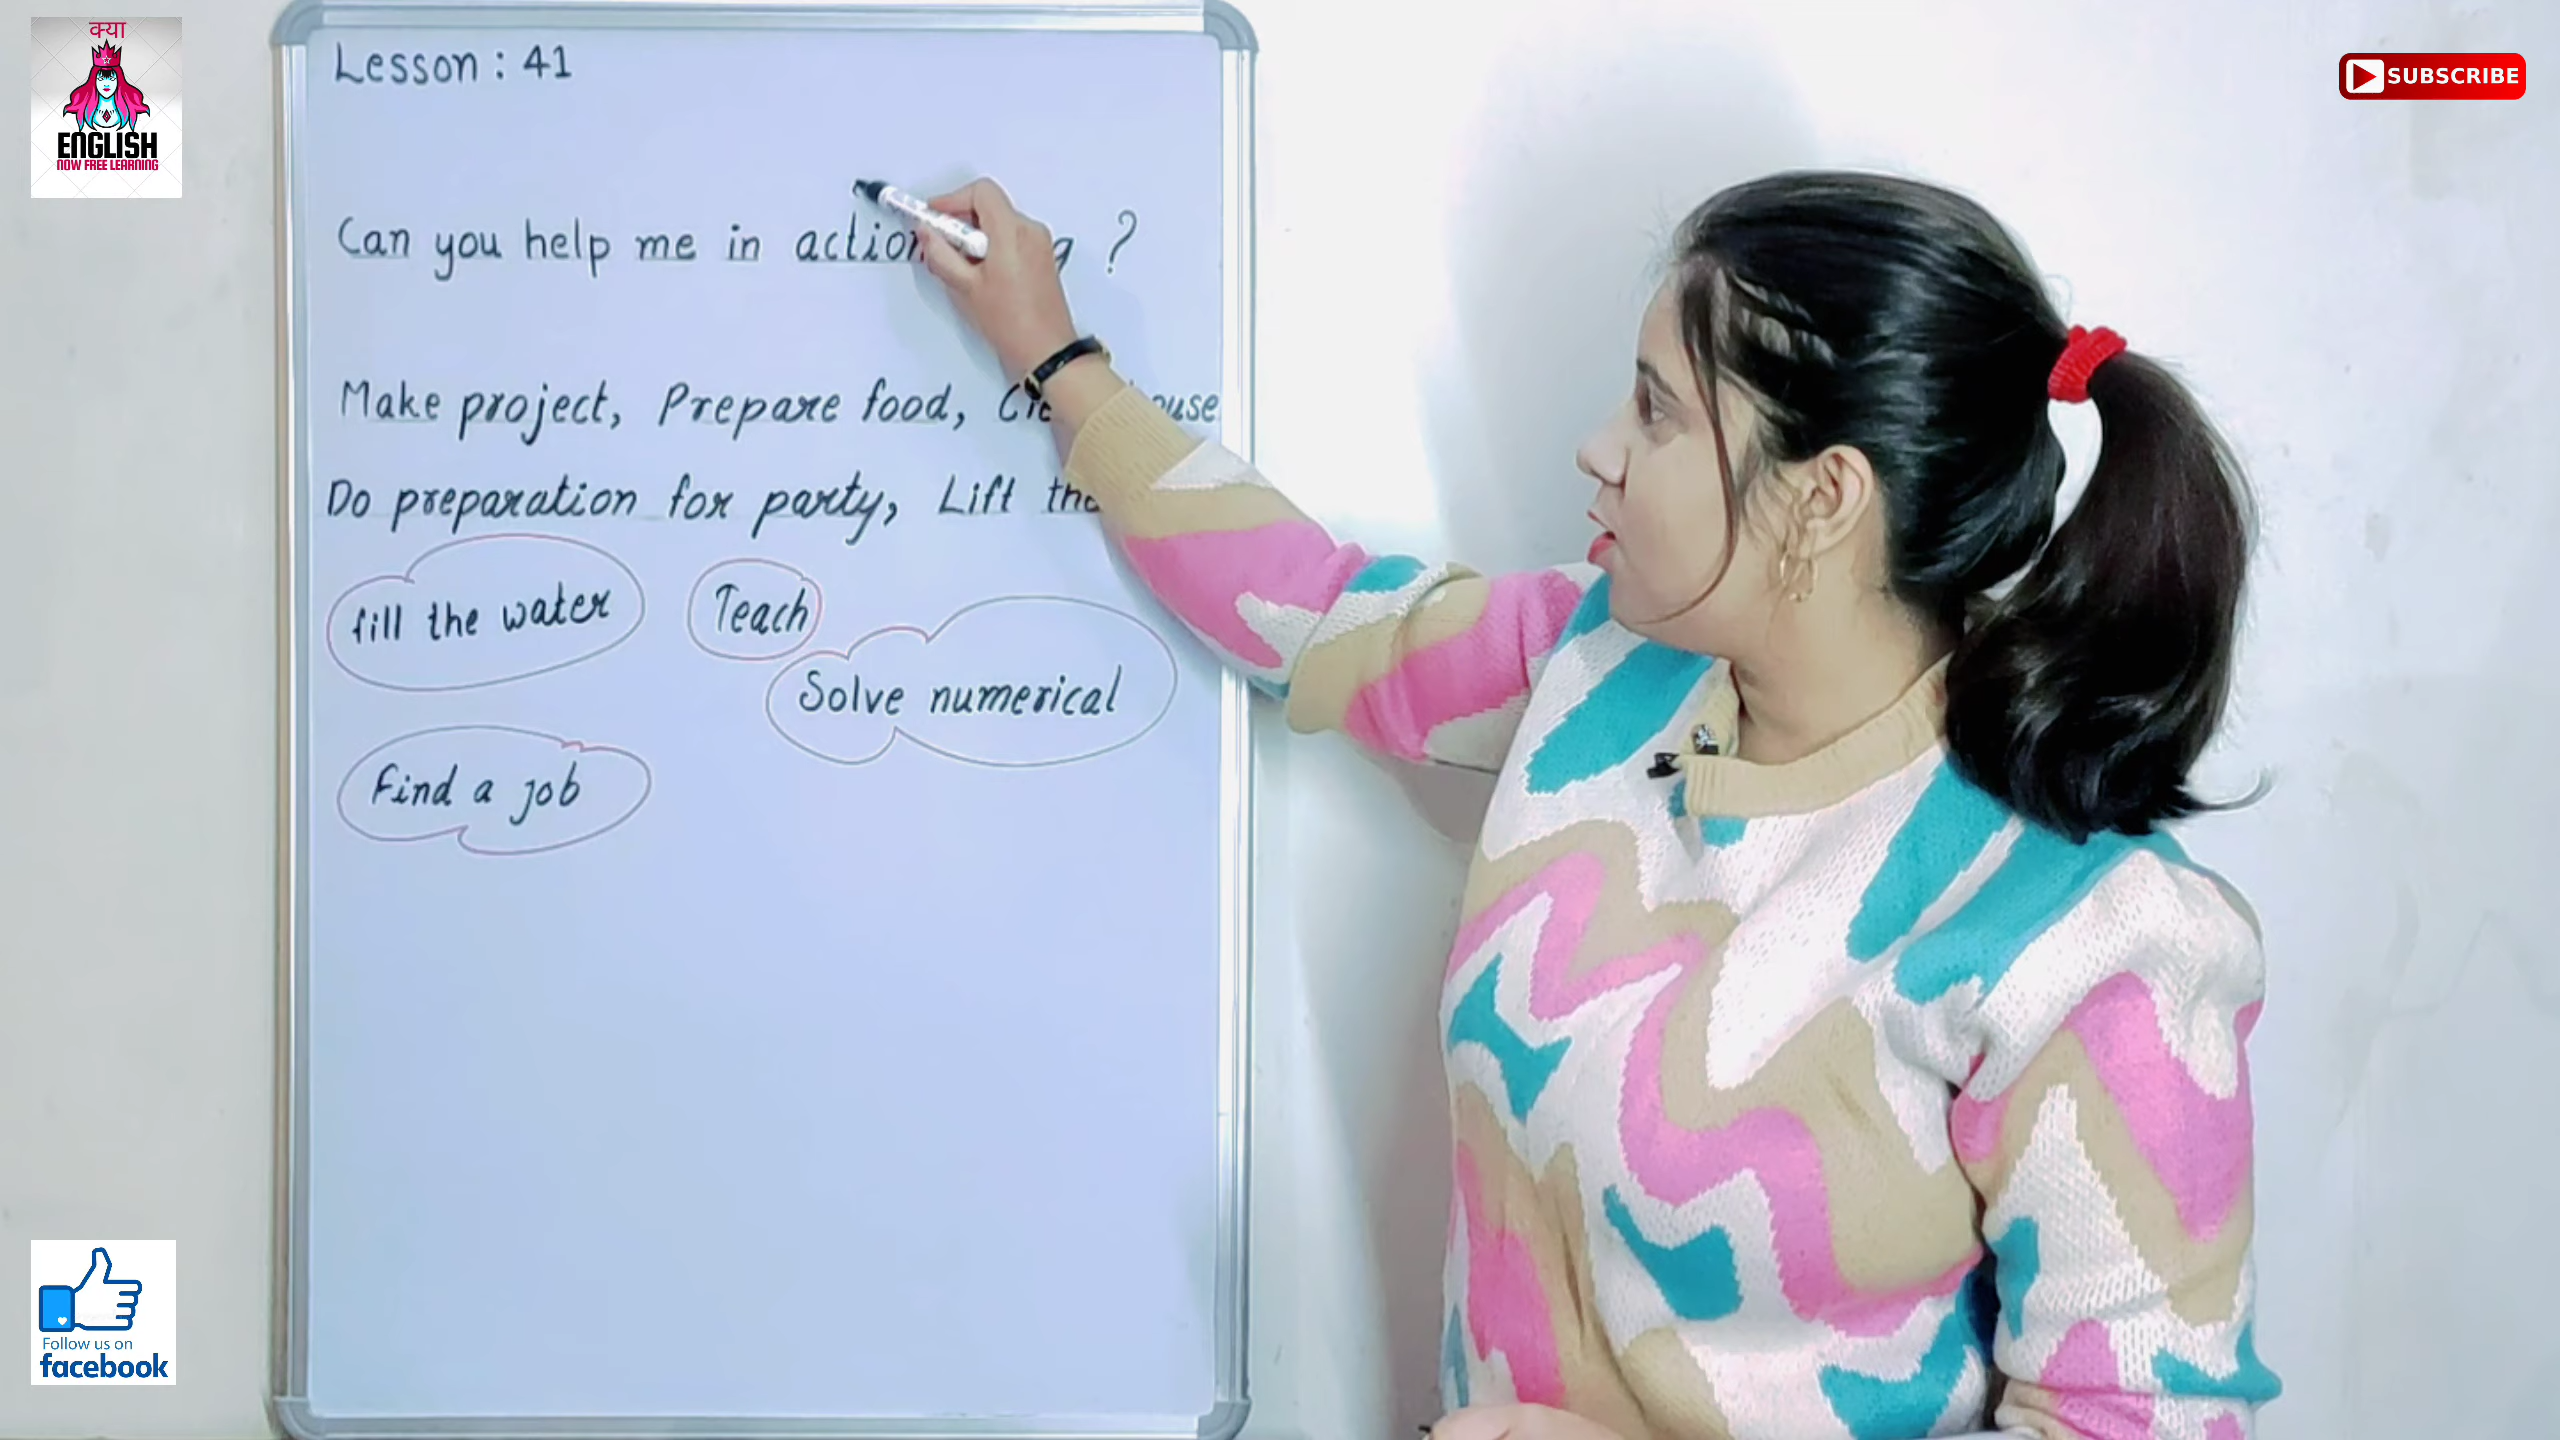 क्या
ENGLISH
NOW FREE LEARNING
SUBSCRIBE
Lesson : 41
Can you help me in action ?
Make project, Prepare food,
Do preparation for party, Lift the
fill the water
Teach
Solve numerical
Find a job
Follow us on
facebook